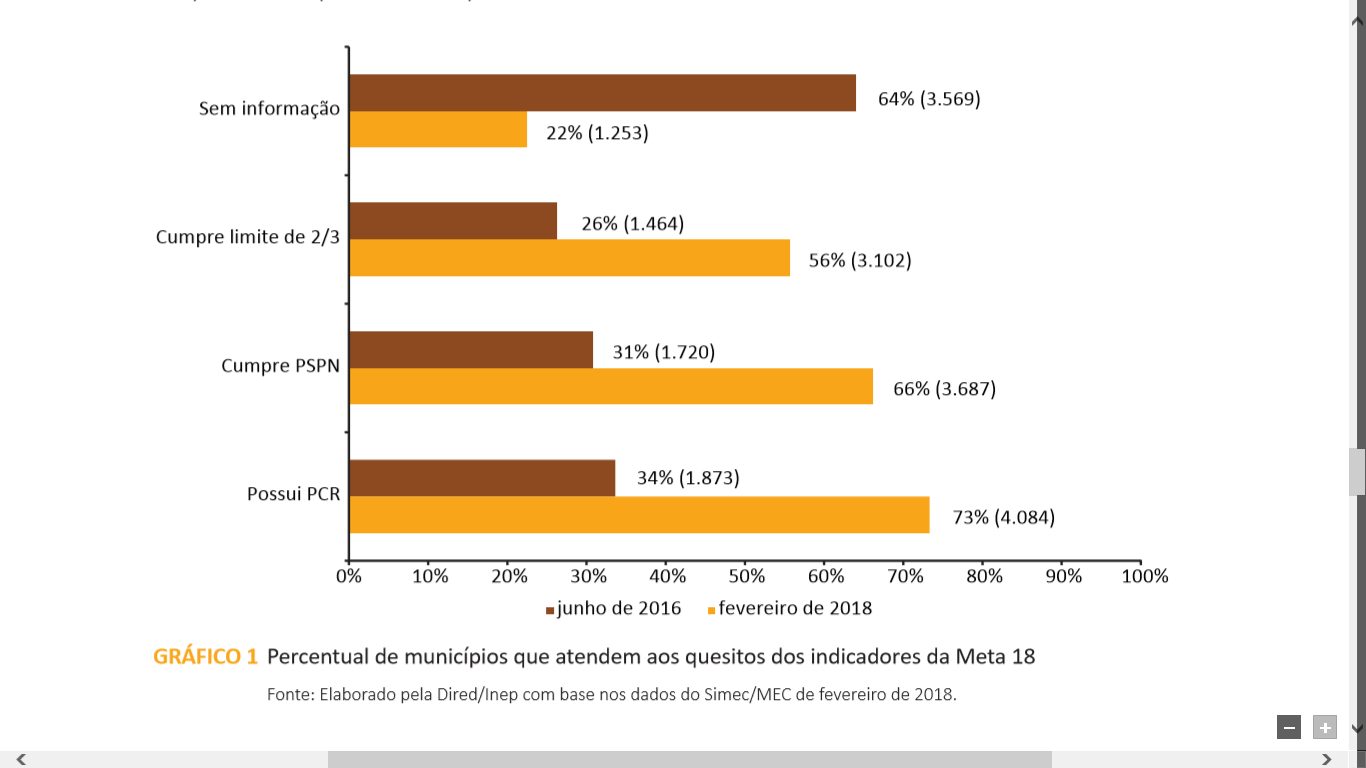 Sem informação
64% (3.569)
22% (1.253)
Cumpre limite de 2/3
26% (1.464)
56% (3.102)
Cumpre PSPN
31% (1.720)
66% (3.687)
Possui PCR
34% (1.873)
73% (4.084)
0% 10% 20% 30% 40% 50% 60% 70% 80% 90% 100%
junho de 2016 fevereiro de 2018
GRÁFICO 1 Percentual de municípios que atendem aos quesitos dos indicadores da Meta 18
Fonte: Elaborado pela Dired/Inep com base nos dados do Simec/MEC de fevereiro de 2018.